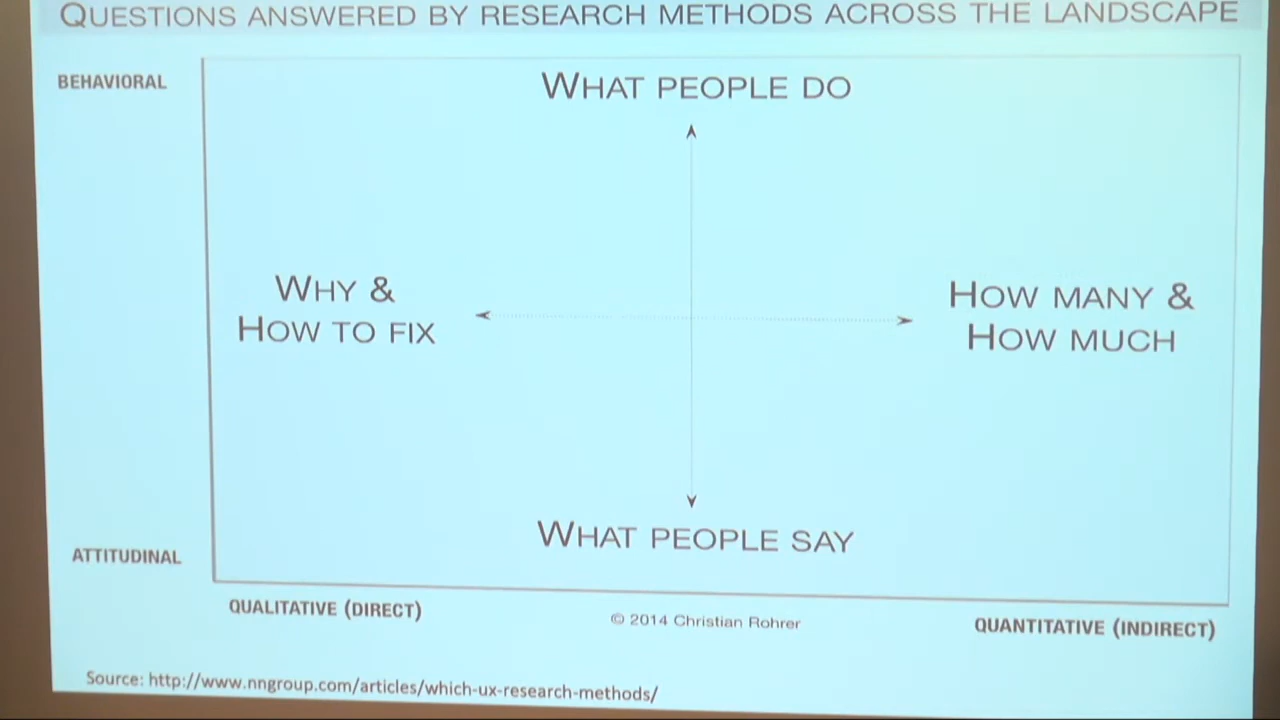 QUESTIONS ANSWERED BY RESEARCH METHODS ACROSS THE LANDSCAPE
BEHAVIORAL
WHAT PEOPLE DO
WHY &
HOW TO FIX
HOW MANY &
HOW MUCH
WHAT PEOPLE SAY
ATTITUDINAL
QUALITATIVE (DIRECT)
© 2014 Christian Rohrer
QUANTITATIVE (INDIRECT)
Source: http://www.nngroup.com/articles/which-ux-research-methods/